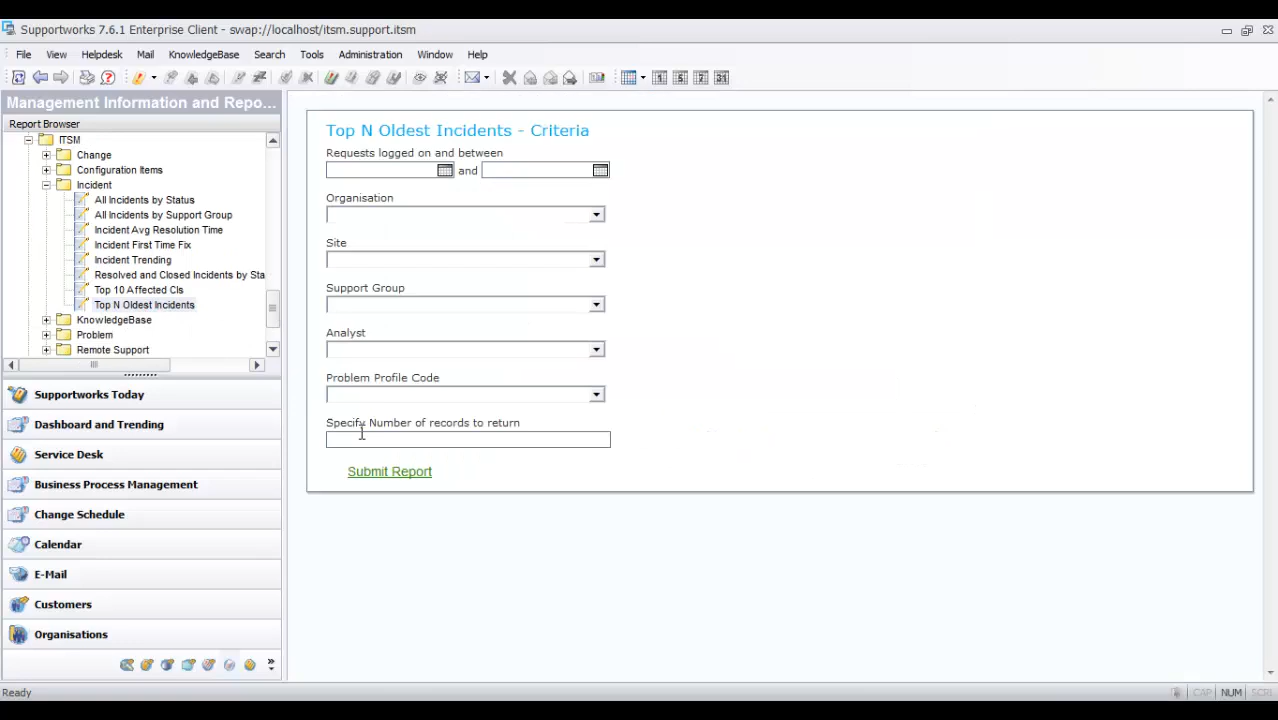 Supportworks 7.6.1 Enterprise Client - swap://localhost/itsm.support.itsm
File View Helpdesk Mail KnowledgeBase Search Tools Administration Window Help
Management Information and Repo...
Report Browser
ITSM
Change
Configuration Items
Incident
All Incidents by Status
All Incidents by Support Group
Incident Avg Resolution Time
Incident First Time Fix
Incident Trending
Resolved and Closed Incidents by Sta
Top 10 Affected CIs
Top N Oldest Incidents
KnowledgeBase
Problem
Remote Support
Supportworks Today
Dashboard and Trending
Service Desk
Business Process Management
Change Schedule
Calendar
E-Mail
Customers
Organisations
Top N Oldest Incidents - Criteria
Requests logged on and between
and
Organisation
Site
Support Group
Analyst
Problem Profile Code
Specify Number of records to return
Submit Report
Ready CAP NUM SCRL